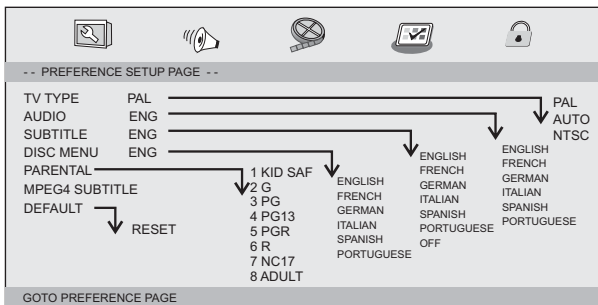 - - PREFERENCE SETUP PAGE - -
TV TYPE PAL
AUDIO ENG
SUBTITLE ENG
DISC MENU ENG
PARENTAL
MPEG4 SUBTITLE
DEFAULT
RESET
1 KID SAF
2 G
3 PG
4 PG13
5 PGR
6 R
7 NC17
8 ADULT
ENGLISH
FRENCH
GERMAN
ITALIAN
SPANISH
PORTUGUESE
ENGLISH
FRENCH
GERMAN
ITALIAN
SPANISH
PORTUGUESE
OFF
ENGLISH
FRENCH
GERMAN
ITALIAN
SPANISH
PORTUGUESE
PAL
AUTO
NTSC
GOTO PREFERENCE PAGE